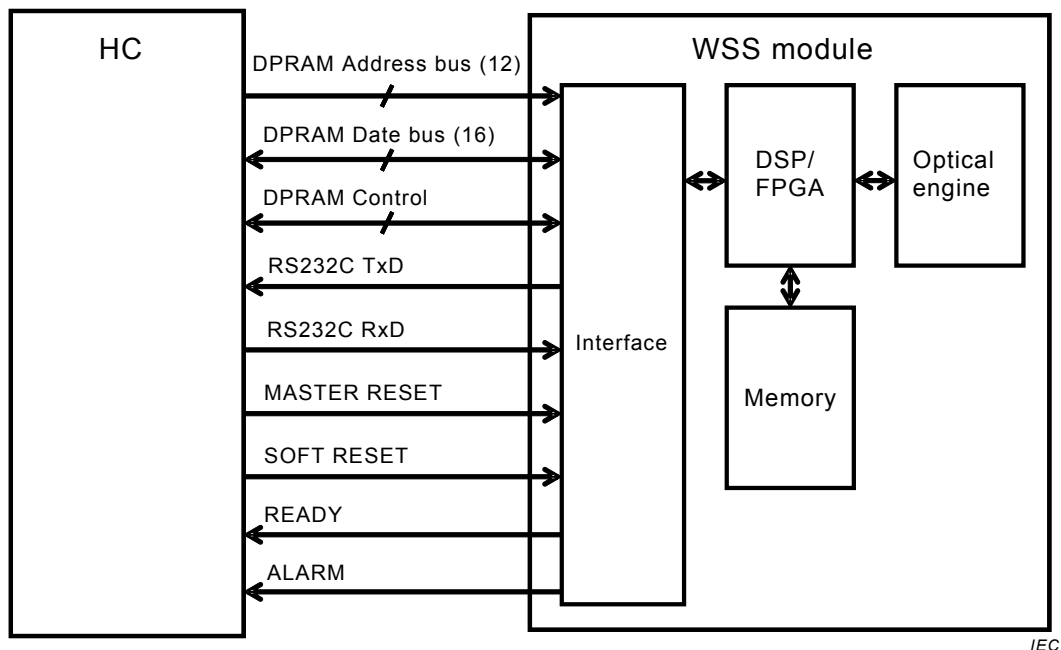 HC
WSS module
DPRAM Address bus (12)
DPRAM Date bus (16)
DPRAM Control
RS232C TxD
RS232C RxD
MASTER RESET
SOFT RESET
READY
ALARM
Interface
DSP/
FPGA
Optical
engine
Memory
IEC